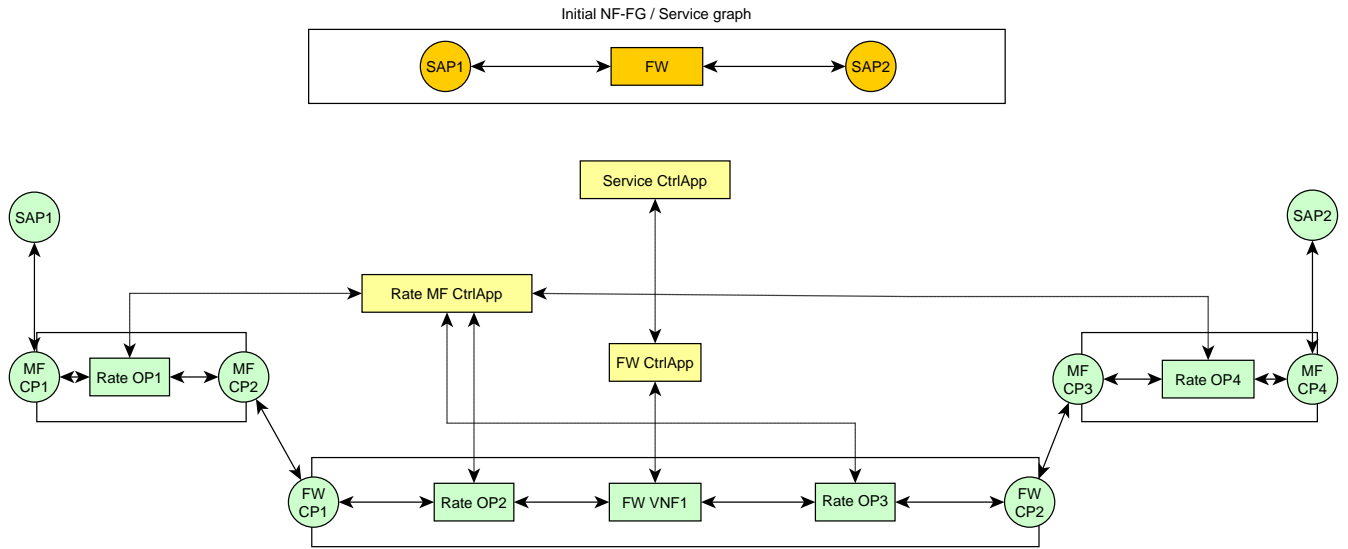 Initial NF-FG / Service graph
SAP1
FW
SAP2
Service CtrlApp
SAP1
SAP2
Rate MF CtrlApp
FW CtrlApp
MF
CP1
Rate OP1
MF
CP2
MF
CP3
Rate OP4
MF
CP4
FW
CP1
Rate OP2
FW VNF1
Rate OP3
FW
CP2